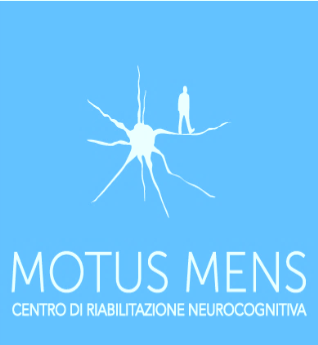 MOTUS MENS
CENTRO DI RIABILITAZIONE NEUROCOGNITIVA